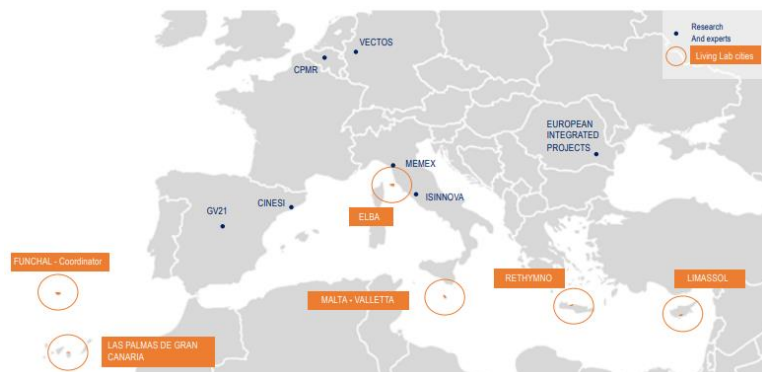 Research
And experts
Living Lab cities
VECTOS
CPMR
EUROPEAN
INTEGRATED
PROJECTS
MEMEX
CINESI
ISINNOVA
GV21
ELBA
FUNCHAL - Coordinator
MALTA - VALLETTA
RETHYMNO
LIMASSOL
LAS PALMAS DE GRAN
CANARIA